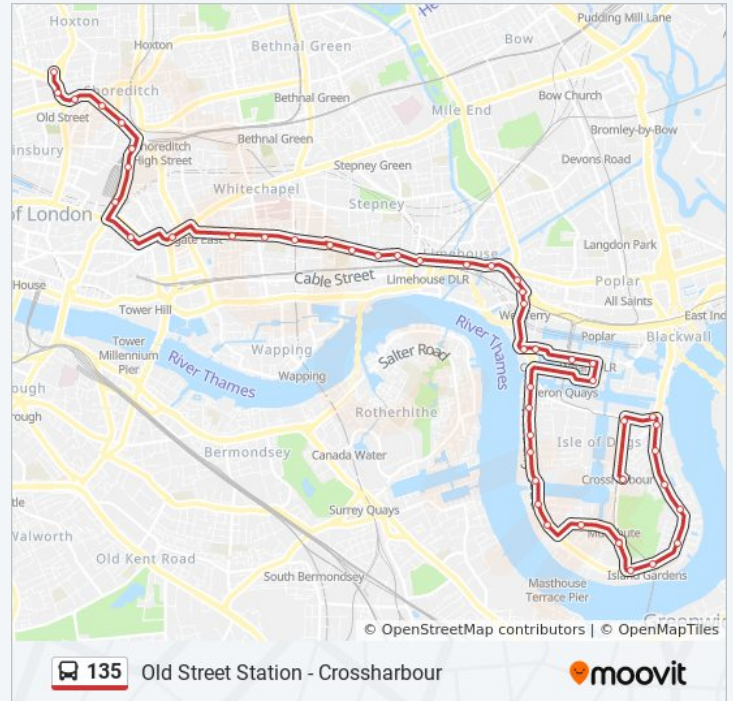 Hoxton
Pudding Mill Lane
Hoxton
Bethnal Green
Bow
Shoreditch
Bethnal Green
Bow Church
Old Street
Mile End
Bromley-by-Bow
insbury
Shoreditch
High Street
Bethnal Green
Stepney Green
Devons Road
Whitechapel
Stepney
of London
gate East
Langdon Park
Limehouse
Cable Street
Limehouse DLR
Poplar
House
All Saints
Tower Hill
East Ind
River Thames
Poplar
Blackwall
Tower
Millennium
Pier
Wapping
Salter Road
DLR
River Thames
Wapping
eron Quays
ough
Rotherhithe
rough
Isle of Dogs
Bermondsey
Canada Water
tle
Surrey Quays
Walworth
Old Kent Road
South Bermondsey
Island Gardens
Masthouse
Terrace Pier
Greenwi
© OpenStreetMap contributors | © OpenMapTiles
135 Old Street Station - Crossharbour
moovit